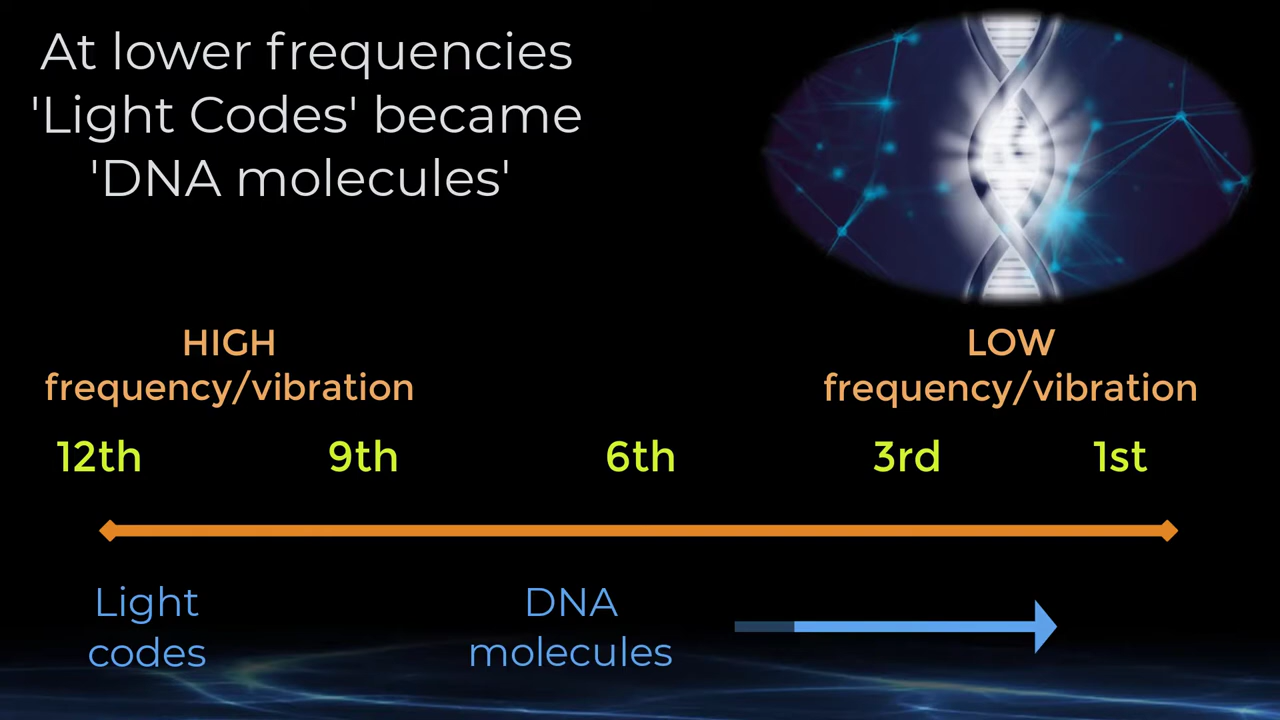 At lower frequencies
'Light Codes' became
'DNA molecules'
HIGH
frequency/vibration
LOW
frequency/vibration
12th 9th 6th 3rd 1st
Light
codes
DNA
molecules